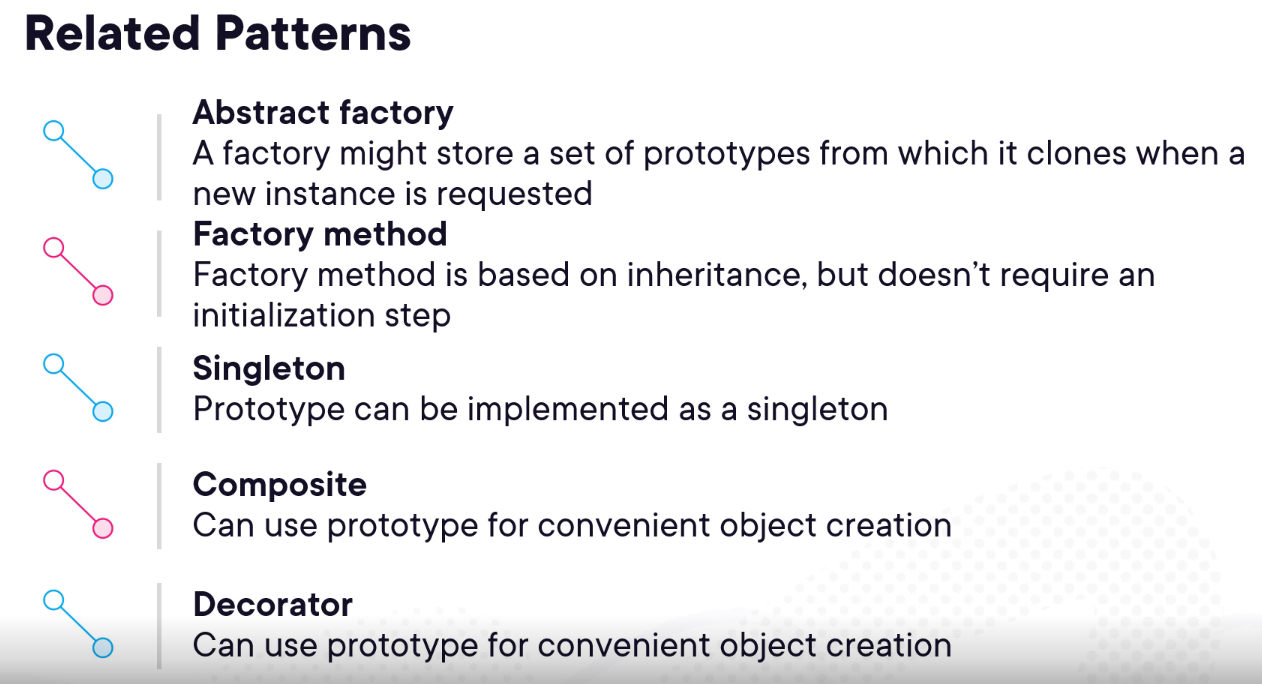 Related Patterns
Abstract factory
A factory might store a set of prototypes from which it clones when a
new instance is requested
Factory method
Factory method is based on inheritance, but doesn’t require an
initialization step
Singleton
Prototype can be implemented as a singleton
Composite
Can use prototype for convenient object creation
Decorator
Can use prototype for convenient object creation